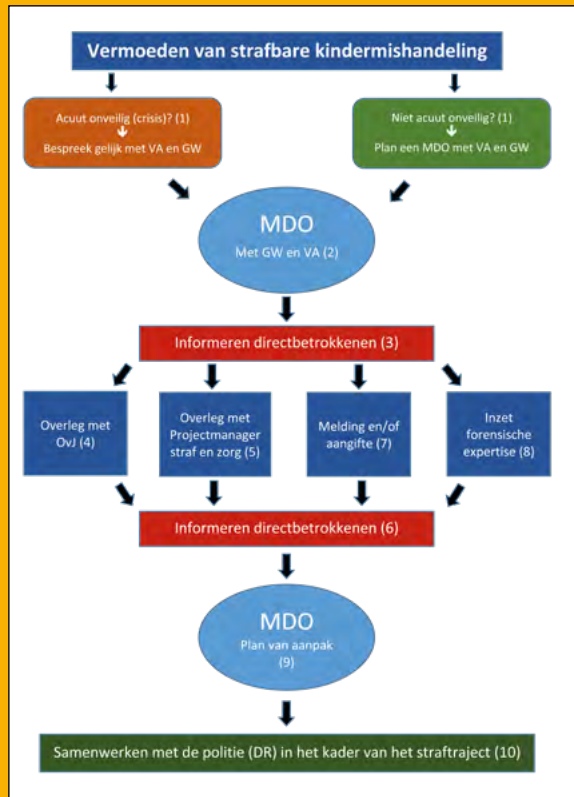 Vermoeden van strafbare kindermishandeling
Acuut onveilig (crisis)? (1)
Bespreek gelijk met VA en GW
Niet acuut onveilig? (1)
Plan een MDO met VA en GW
MDO
Met GW en VA (2)
Informeren directbetrokkenen (3)
Overleg met
OvJ (4)
Overleg met
Projectmanager
straf en zorg (5)
Melding en/of
aangifte (7)
Inzet
forensische
expertise (8)
Informeren directbetrokkenen (6)
MDO
Plan van aanpak
(9)
Samenwerken met de politie (DR) in het kader van het straftraject (10)